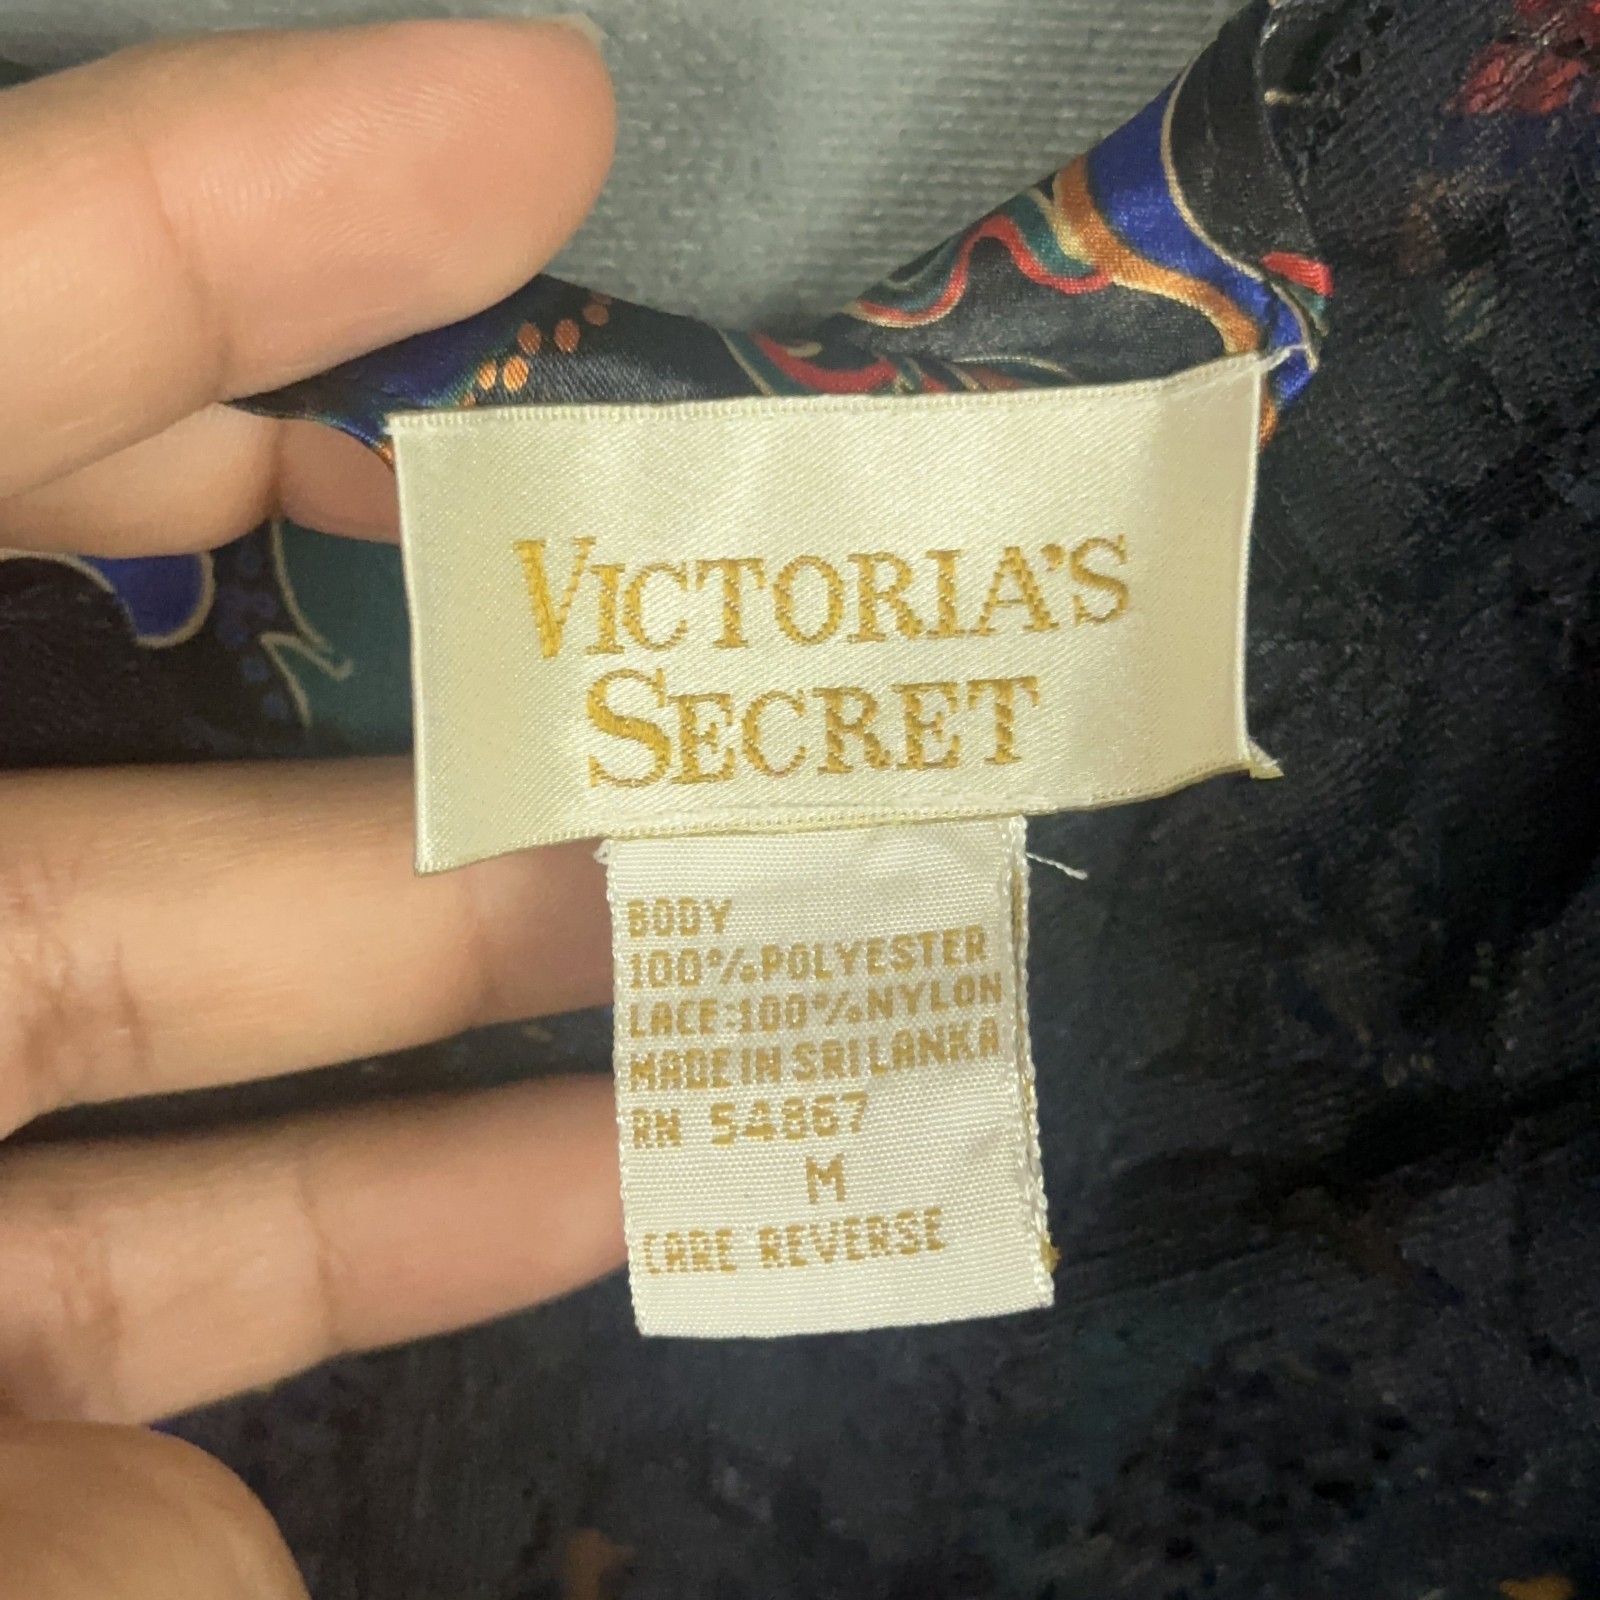 VICTORIA'S
SECRET
BODY
100%POLYESTER
LACE:100%NYLON
MADE IN SRI LANKA
RN 54867
M
CARE REVERSE